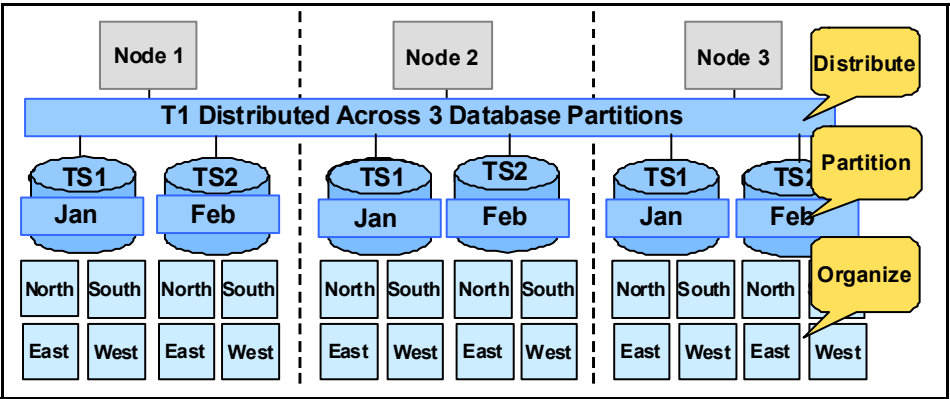 Node 1
Node 2
Node 3
Distribute
T1 Distributed Across 3 Database Partitions
Partition
TS1
TS2
TS1
TS2
TS1
Jan
Feb
Jan
Feb
Jan
Feb
Organize
North
South
North
South
North
South
North
South
North
South
North
East
West
East
West
East
West
East
West
East
West
East
West